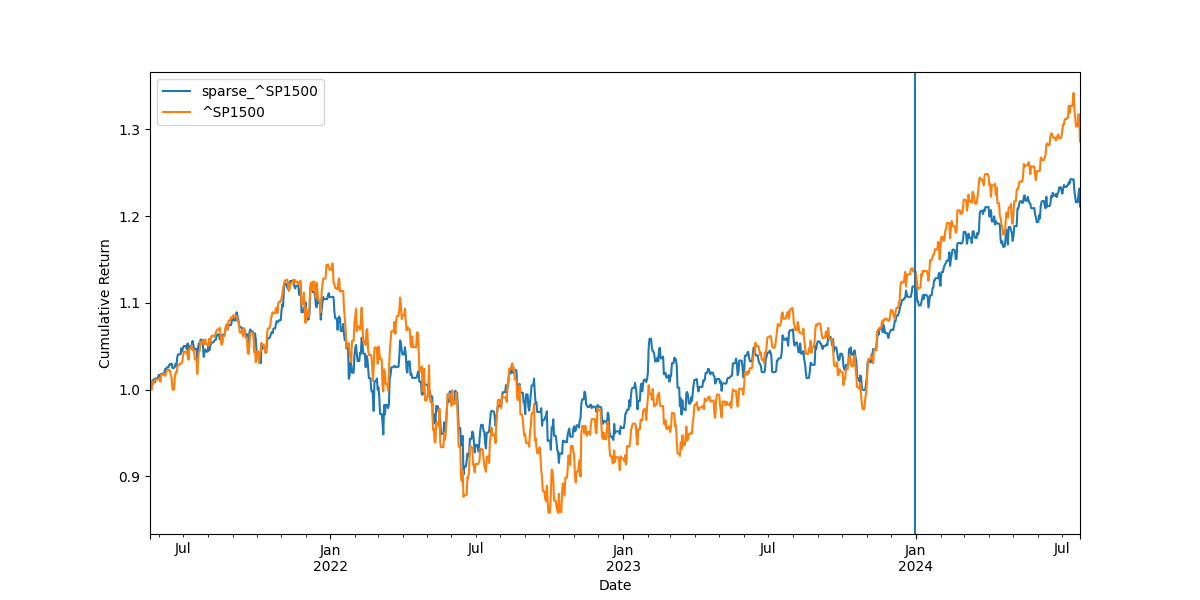 sparse_^SP1500
^SP1500
1.3
1.2
1.1
1.0
0.9
Cumulative Return
Jul
Jan
2022
Jul
Jan
2023
Jul
Jan
2024
Jul
Date